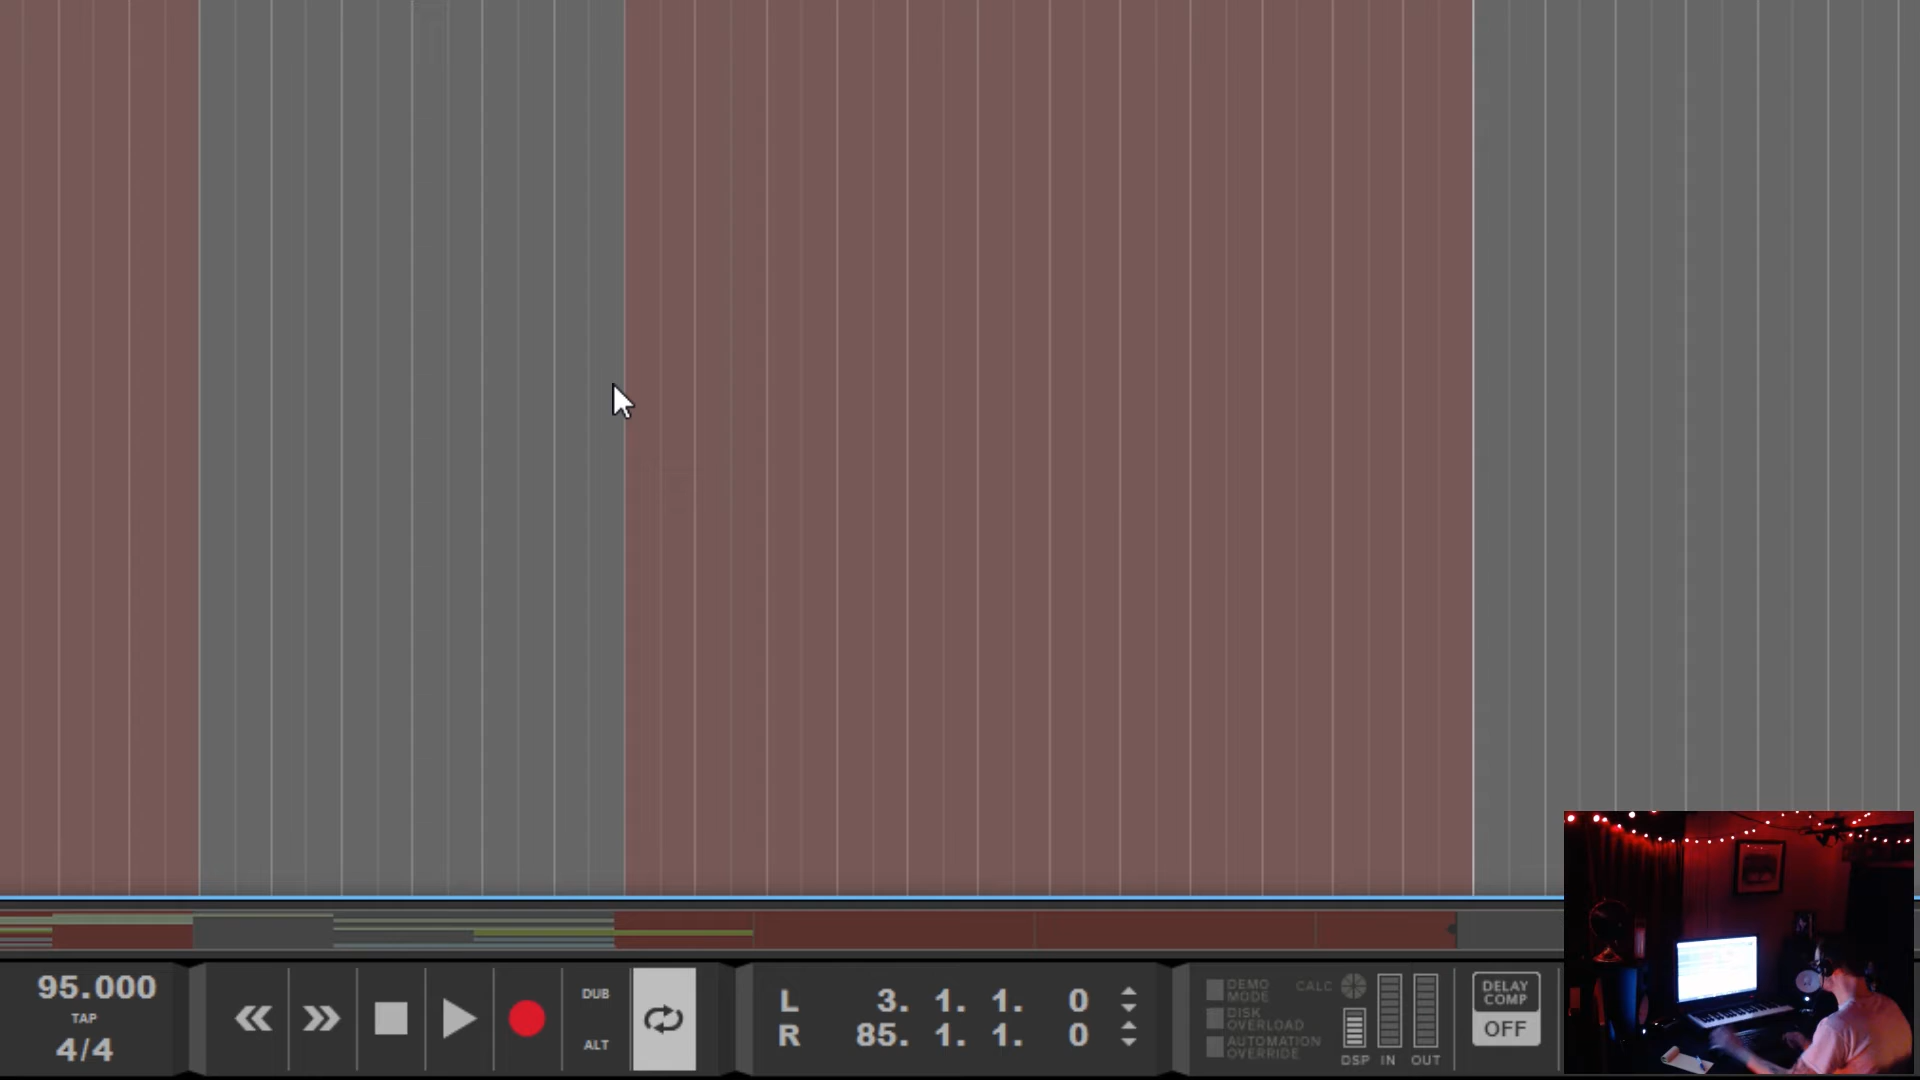 95.000
TAP
4/4
DUB
ALT
L 3. 1. 1. 0
R 85. 1. 1. 0
DEMO MODE
CALC
DISK OVERLOAD
AUTOMATION OVERRIDE
DSP IN OUT
DELAY COMP
OFF